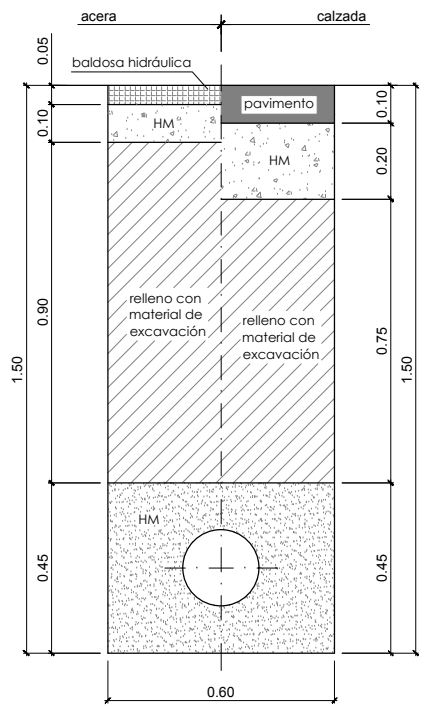 acera
calzada
0.05
baldosa hidráulica
pavimento
0.10
0.10
HM
HM
0.20
0.90
relleno con
material de
excavación
relleno con
material de
excavación
0.75
1.50
1.50
HM
0.45
0.45
0.60